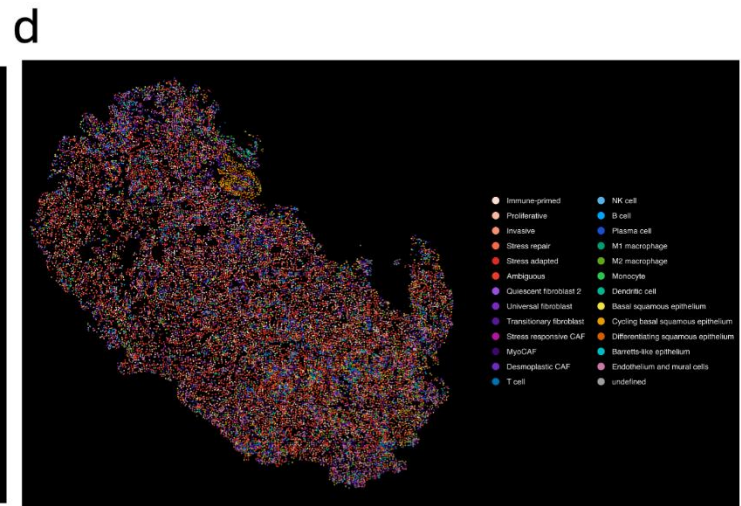 d
Immune-primed
Proliferative
Invasive
Stress repair
Stress adapted
Ambiguous
Quiescent fibroblast 2
Universal fibroblast
Transitionary fibroblast
Stress responsive CAF
MyoCAF
Desmoplastic CAF
T cell
NK cell
B cell
Plasma cell
M1 macrophage
M2 macrophage
Monocyte
Dendritic cell
Basal squamous epithelium
Cycling basal squamous epithelium
Differentiating squamous epithelium
Barretts-like epithelium
Endothelium and mural cells
undefined